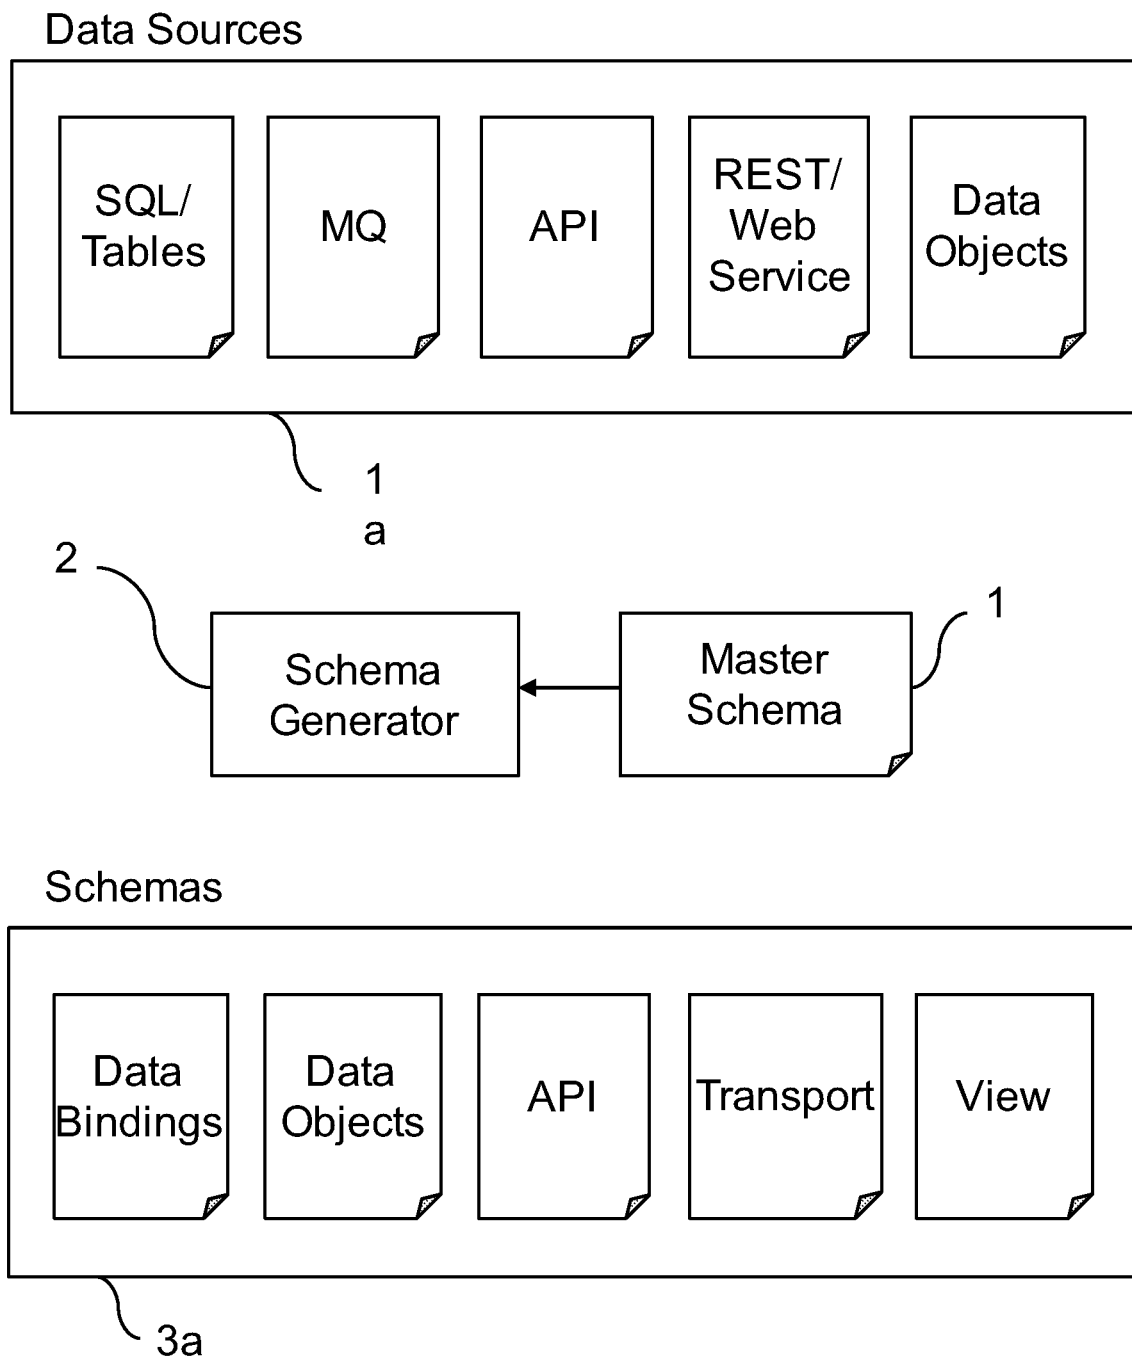 Data Sources
SQL/
Tables
MQ
API
REST/
Web
Service
Data
Objects
1
a
2
1
Schema
Generator
Master
Schema
Schemas
Data
Bindings
Data
Objects
API
Transport
View
3a